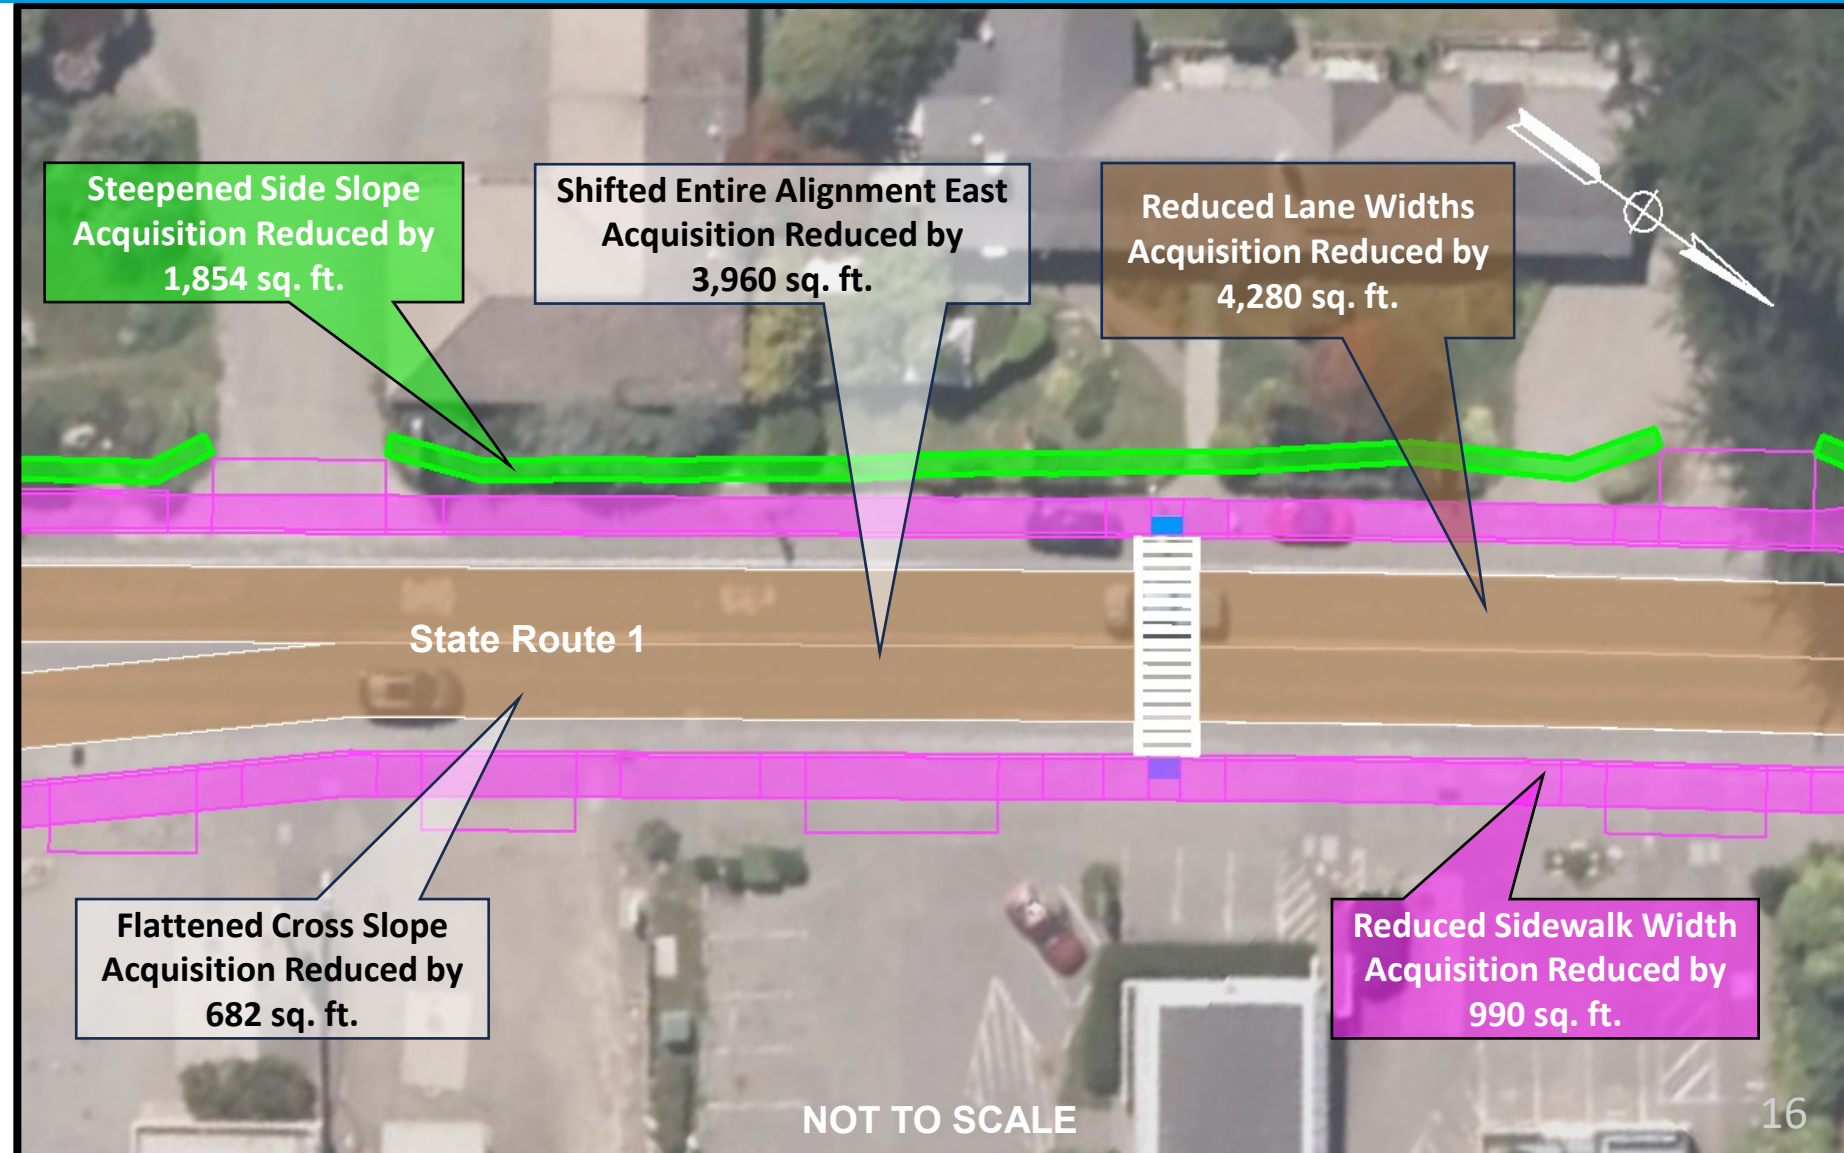 Steepened Side Slope
Acquisition Reduced by
1,854 sq. ft.
Shifted Entire Alignment East
Acquisition Reduced by
3,960 sq. ft.
Reduced Lane Widths
Acquisition Reduced by
4,280 sq. ft.
State Route 1
Flattened Cross Slope
Acquisition Reduced by
682 sq. ft.
Reduced Sidewalk Width
Acquisition Reduced by
990 sq. ft.
NOT TO SCALE
16